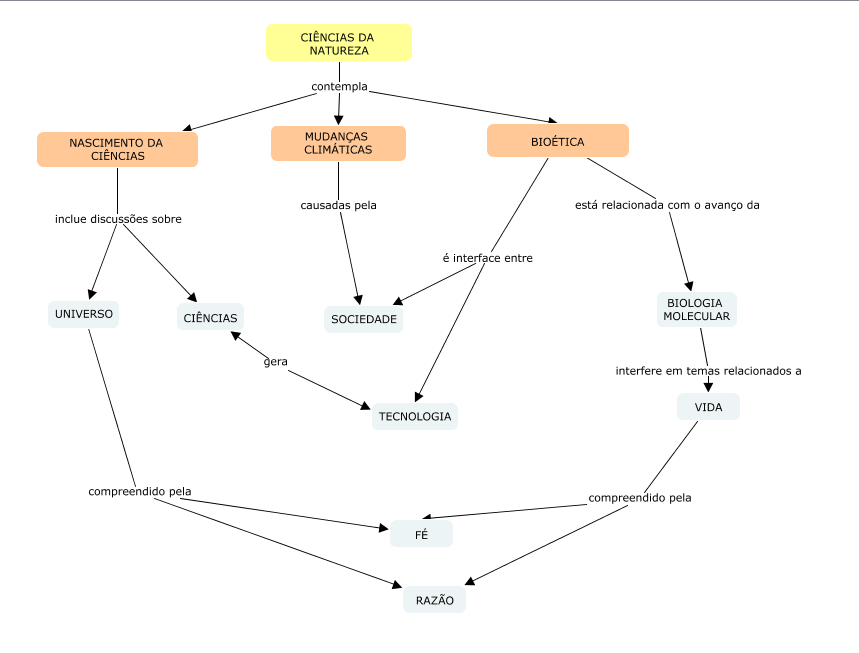 CIÊNCIAS DA
NATUREZA
contempla
NASCIMENTO DA
CIÊNCIAS
MUDANÇAS
CLIMÁTICAS
BIOÉTICA
inclue discussões sobre
causadas pela
está relacionada com o avanço da
é interface entre
UNIVERSO
CIÊNCIAS
SOCIEDADE
BIOLOGIA
MOLECULAR
gera
interfere em temas relacionados a
TECNOLOGIA
VIDA
compreendido pela
compreendido pela
FÉ
RAZÃO